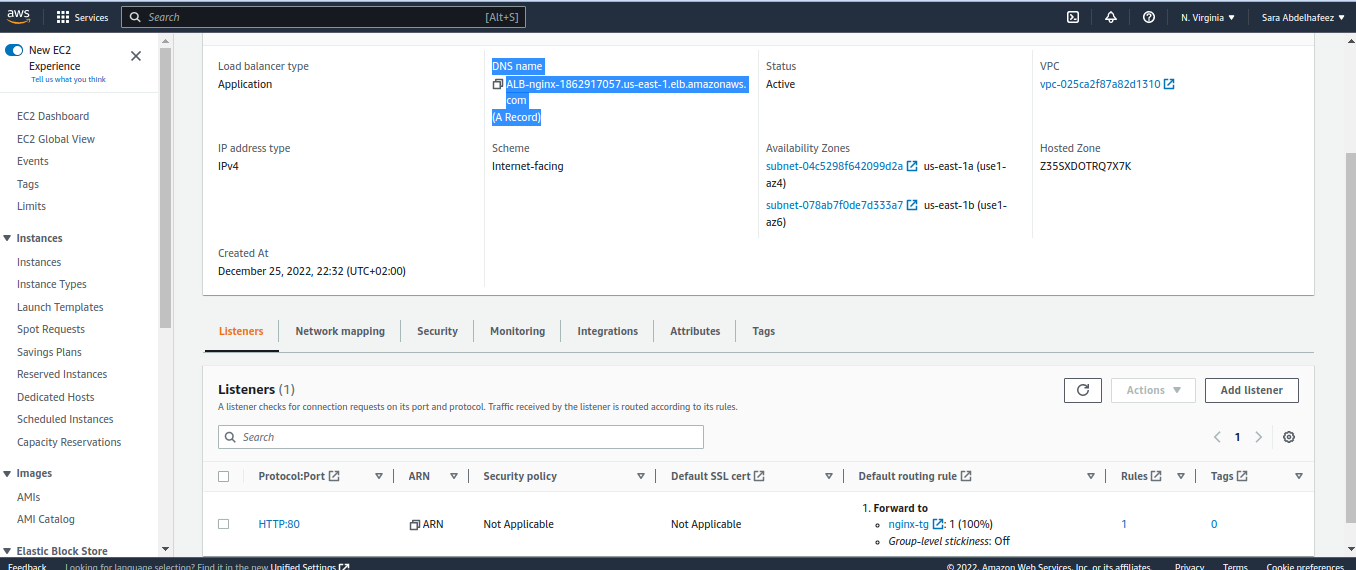 aws
Services
Search
[Alt+S]
N. Virginia
Sara Abdelhafeez
New EC2
Experience
Tell us what you think
EC2 Dashboard
EC2 Global View
Events
Tags
Limits
Instances
Instances
Instance Types
Launch Templates
Spot Requests
Savings Plans
Reserved Instances
Dedicated Hosts
Scheduled Instances
Capacity Reservations
Images
AMIs
AMI Catalog
Elastic Block Store
Load balancer type
Application
DNS name
ALB-nginx-1862917057.us-east-1.elb.amazonaws.
com
(A Record)
Status
Active
VPC
vpc-025ca2f87a82d1310
IP address type
IPv4
Scheme
Internet-facing
Availability Zones
subnet-04c5298f642099d2a us-east-1a (use1-
az4)
subnet-078ab7f0de7d333a7 us-east-1b (use1-
az6)
Hosted Zone
Z35SXDOTRQ7X7K
Created At
December 25, 2022, 22:32 (UTC+02:00)
Listeners
Network mapping
Security
Monitoring
Integrations
Attributes
Tags
Listeners (1)
A listener checks for connection requests on its port and protocol. Traffic received by the listener is routed according to its rules.
Actions
Add listener
Search
1
Protocol:Port
ARN
Security policy
Default SSL cert
Default routing rule
Rules
Tags
HTTP:80
ARN
Not Applicable
Not Applicable
1. Forward to
nginx-tg: 1 (100%)
Group-level stickiness: Off
1
0
Feedback
Looking for language selection? Find it in the new Unified Settings
© 2022, Amazon Web Services, Inc. or its affiliates.
Privacy
Terms
Cookie preferences